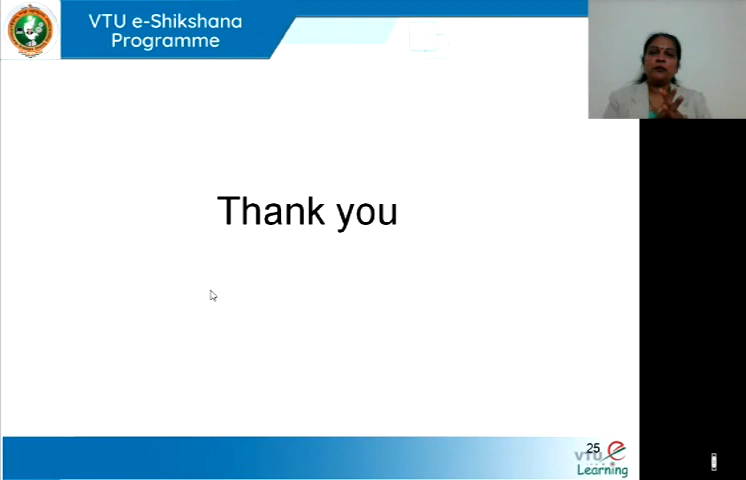 VTU e-Shikshana
Programme
Thank you
25
VTU e
Learning